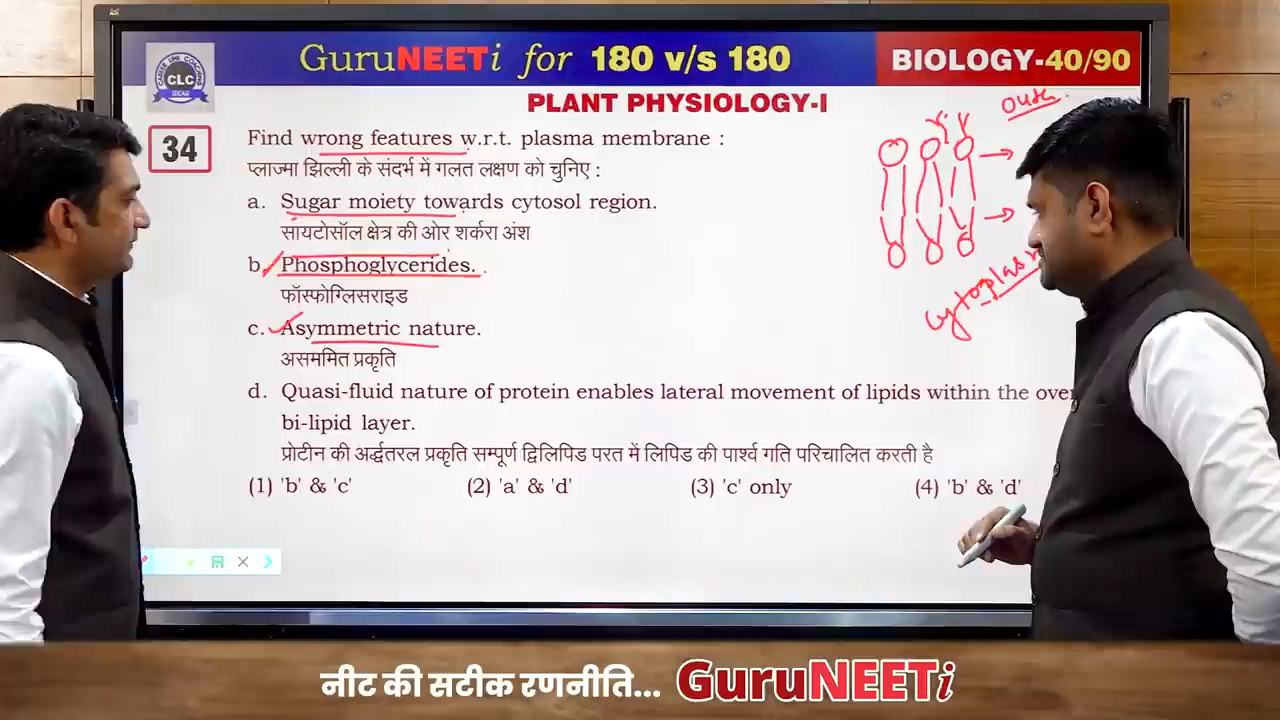 GuruNEETi for 180 v/s 180
BIOLOGY-40/90
CLC
SIKAR
PLANT PHYSIOLOGY-I
34
Find wrong features w.r.t. plasma membrane :
प्लाज्मा झिल्ली के संदर्भ में गलत लक्षण को चुनिए :
a. Sugar moiety towards cytosol region.
सायटोसॉल क्षेत्र की ओर शर्करा अंश
b. Phosphoglycerides.
फॉस्फोग्लिसराइड
c. Asymmetric nature.
असममित प्रकृति
d. Quasi-fluid nature of protein enables lateral movement of lipids within the over
bi-lipid layer.
प्रोटीन की अर्द्धतरल प्रकृति सम्पूर्ण द्विलिपिड परत में लिपिड की पार्श्व गति परिचालित करती है
(1) 'b' & 'c'
(2) 'a' & 'd'
(3) 'c' only
(4) 'b' & 'd'
cytoplasm
नीट की सटीक रणनीति... GuruNEETi